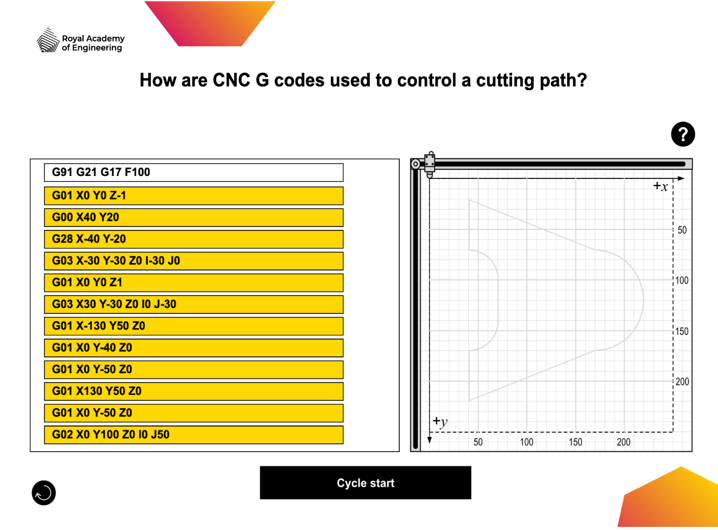 Royal Academy
of Engineering
How are CNC G codes used to control a cutting path?
?
G91 G21 G17 F100
G01 X0 Y0 Z-1
G00 X40 Y20
G28 X-40 Y-20
G03 X-30 Y-30 Z0 I-30 J0
G01 X0 Y0 Z1
G03 X30 Y-30 Z0 I0 J-30
G01 X-130 Y50 Z0
G01 X0 Y-40 Z0
G01 X0 Y-50 Z0
G01 X130 Y50 Z0
G01 X0 Y-50 Z0
G02 X0 Y100 Z0 I0 J50
+x
50
100
150
200
+y
50
100
150
200
Cycle start